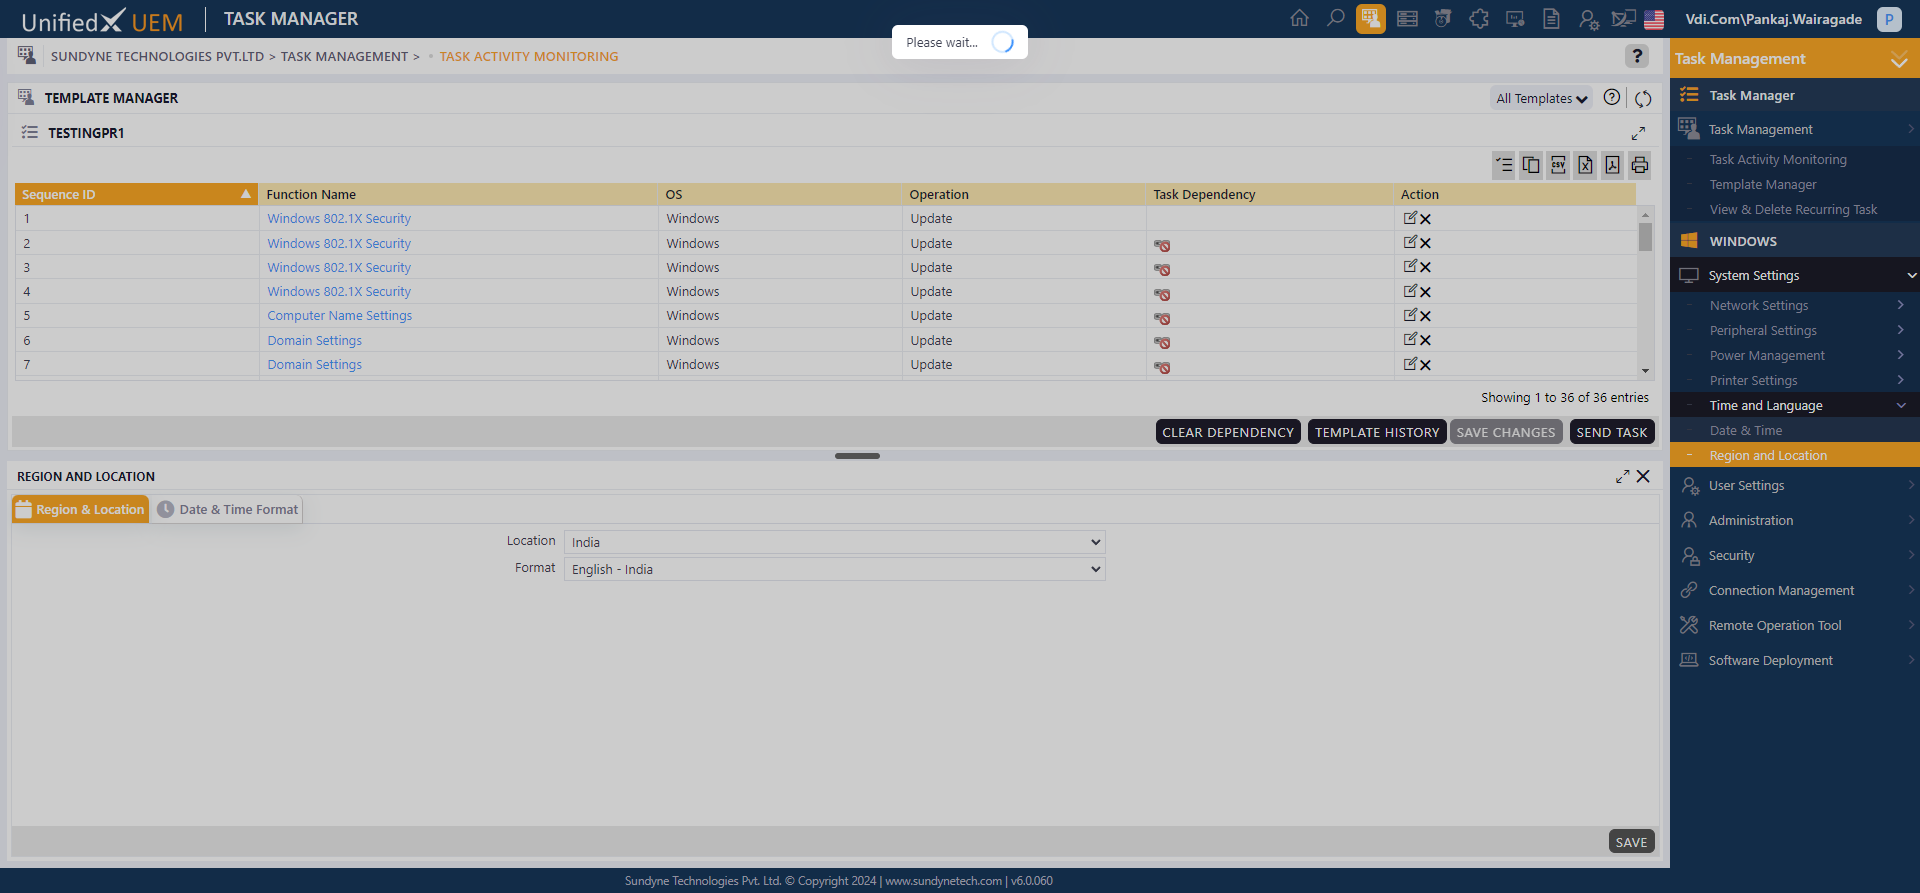 UnifiedX UEM
TASK MANAGER
Vdi.Com\Pankaj.Wairagade
P
Please wait...
SUNDYNE TECHNOLOGIES PVT.LTD > TASK MANAGEMENT > • TASK ACTIVITY MONITORING
?
TEMPLATE MANAGER
All Templates
?
TESTINGPR1
CSV
Sequence ID Function Name OS Operation Task Dependency Action
1 Windows 802.1X Security Windows Update
2 Windows 802.1X Security Windows Update
3 Windows 802.1X Security Windows Update
4 Windows 802.1X Security Windows Update
5 Computer Name Settings Windows Update
6 Domain Settings Windows Update
7 Domain Settings Windows Update
Showing 1 to 36 of 36 entries
CLEAR DEPENDENCY TEMPLATE HISTORY SAVE CHANGES SEND TASK
REGION AND LOCATION
Region & Location Date & Time Format
Location India
Format English - India
SAVE
Task Management
Task Manager
Task Management
Task Activity Monitoring
Template Manager
View & Delete Recurring Task
WINDOWS
System Settings
Network Settings
Peripheral Settings
Power Management
Printer Settings
Time and Language
Date & Time
Region and Location
User Settings
Administration
Security
Connection Management
Remote Operation Tool
Software Deployment
Sundyne Technologies Pvt. Ltd. © Copyright 2024 | www.sundynetech.com | v6.0.060